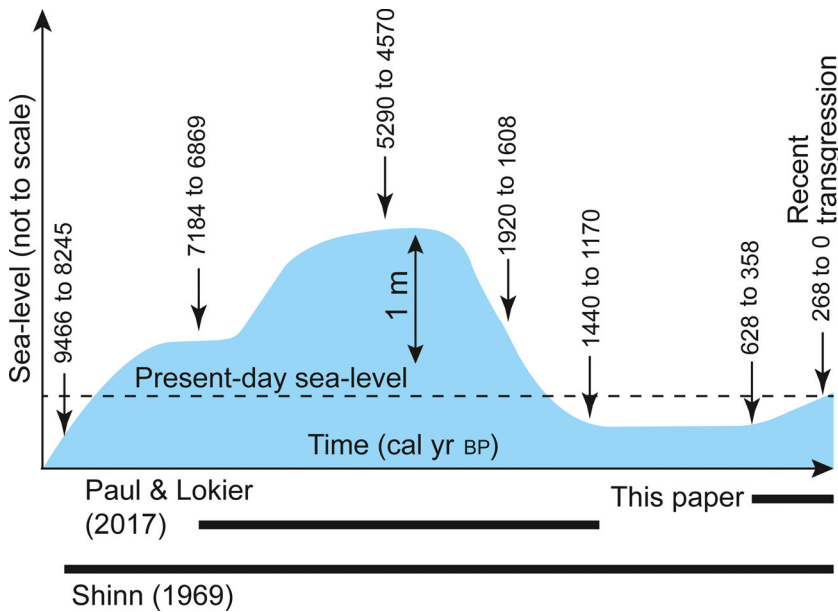 Sea-level (not to scale)
9466 to 8245
7184 to 6869
5290 to 4570
1920 to 1608
1440 to 1170
628 to 358
Recent
transgression
268 to 0
1 m
Present-day sea-level
Time (cal yr BP)
Paul & Lokier
(2017)
This paper
Shinn (1969)